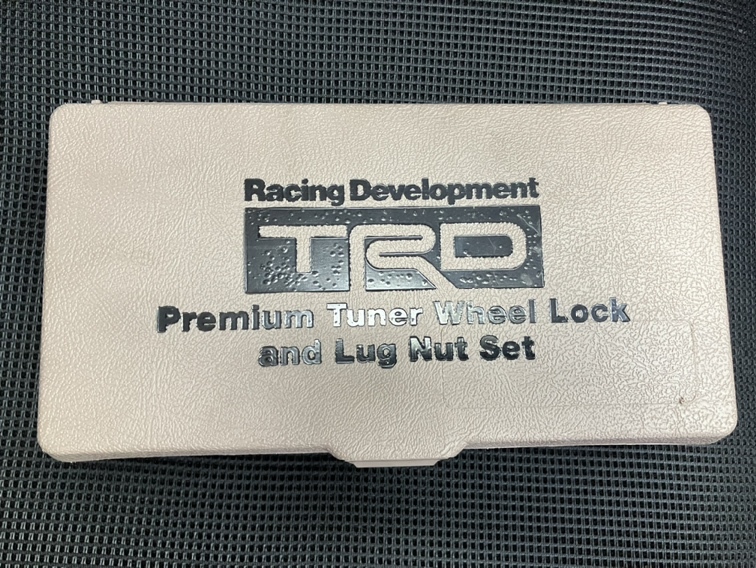 Racing Development
TRD
Premium Tuner Wheel Lock
and Lug Nut Set